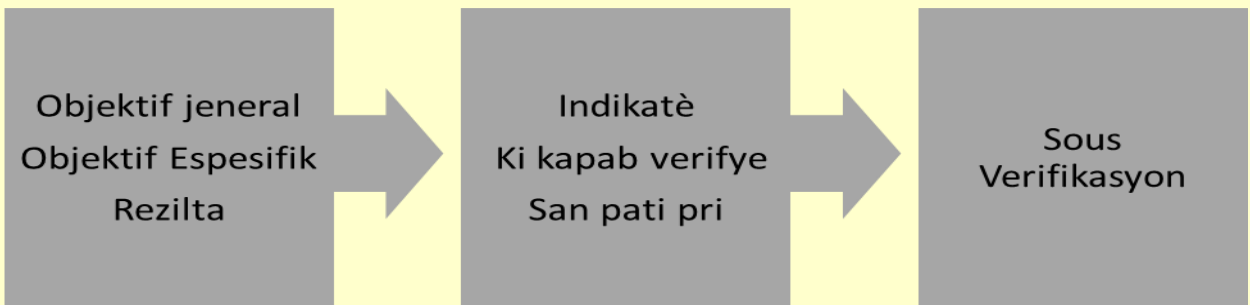 Objektif jeneral
Objektif Espesifik
Rezilta
Indikatè
Ki kapab verifye
San pati pri
Sous
Verifikasyon